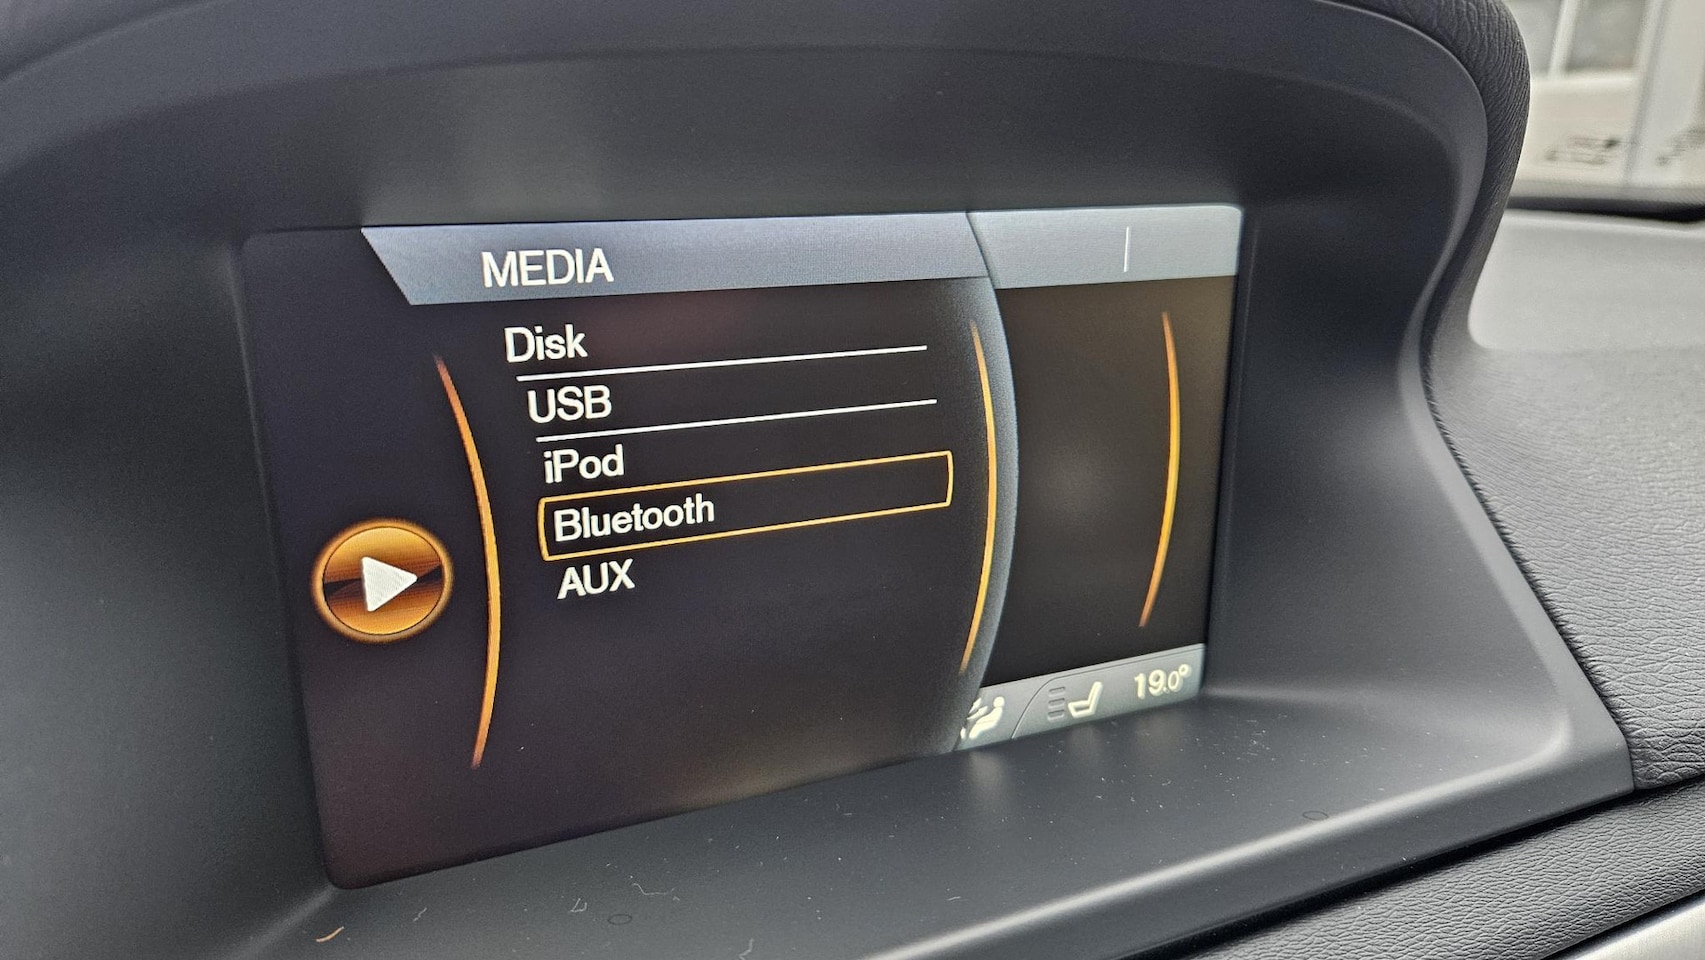 MEDIA
Disk
USB
iPod
Bluetooth
AUX
19.0°